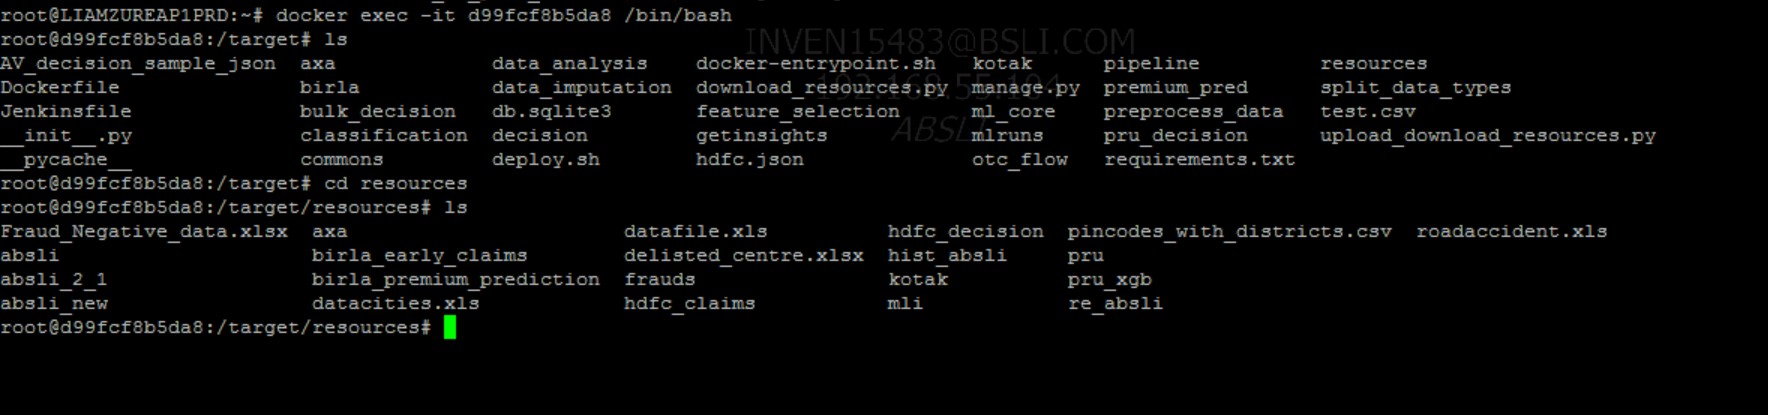 root@LIAMZUREAP1PRD:~# docker exec -it d99fcf8b5da8 /bin/bash
root@d99fcf8b5da8:/target# ls
AV_decision_sample_json axa data_analysis docker-entrypoint.sh kotak pipeline resources
Dockerfile birla data_imputation download_resources.py manage.py premium_pred split_data_types
Jenkinsfile bulk_decision db.sqlite3 feature_selection ml_core preprocess_data test.csv
__init__.py classification decision getinsights mlruns pru_decision upload_download_resources.py
__pycache__ commons deploy.sh hdfc.json otc_flow requirements.txt
root@d99fcf8b5da8:/target# cd resources
root@d99fcf8b5da8:/target/resources# ls
Fraud_Negative_data.xlsx axa datafile.xls hdfc_decision pincodes_with_districts.csv roadaccident.xls
absli birla_early_claims delisted_centre.xlsx hist_absli pru
absli_2_1 birla_premium_prediction frauds kotak pru_xgb
absli_new datacities.xls hdfc_claims mli re_absli
root@d99fcf8b5da8:/target/resources#
INVEN15483@BSLI.COM
192.168.55.104
ABSLI